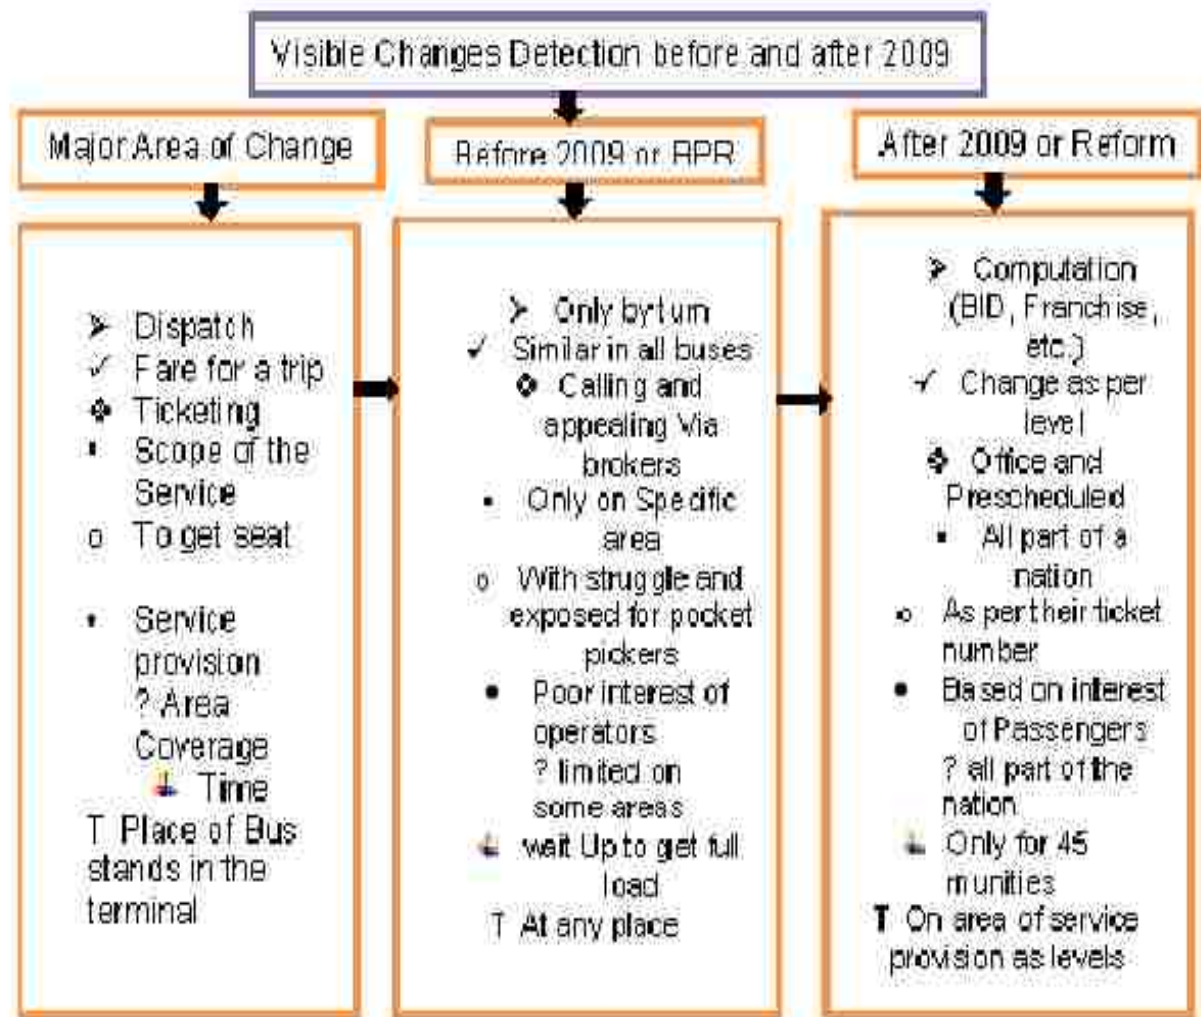 Visible Changes Detection before and after 2009
Major Area of Change
Before 2009 or BPR
After 2009 or Reform
➤ Dispatch
✓ Fare for a trip
❖ Ticketing
▪ Scope of the
Service
o To get seat
• Service
provision
? Area
Coverage
Time
T Place of Bus
stands in the
terminal
➤ Only by turn
✓ Similar in all buses
❖ Calling and
appealing Via
brokers
▪ Only on Specific
area
o With struggle and
exposed for pocket
pickers
● Poor interest of
operators
? limited on
some areas
wait Up to get full
load
T At any place
➤ Computation
(BID, Franchise,
etc.)
✓ Change as per
level
❖ Office and
Prescheduled
▪ All part of a
nation
o As per their ticket
number
● Based on interest
of Passengers
? all part of the
nation
Only for 45
munities
T On area of service
provision as levels